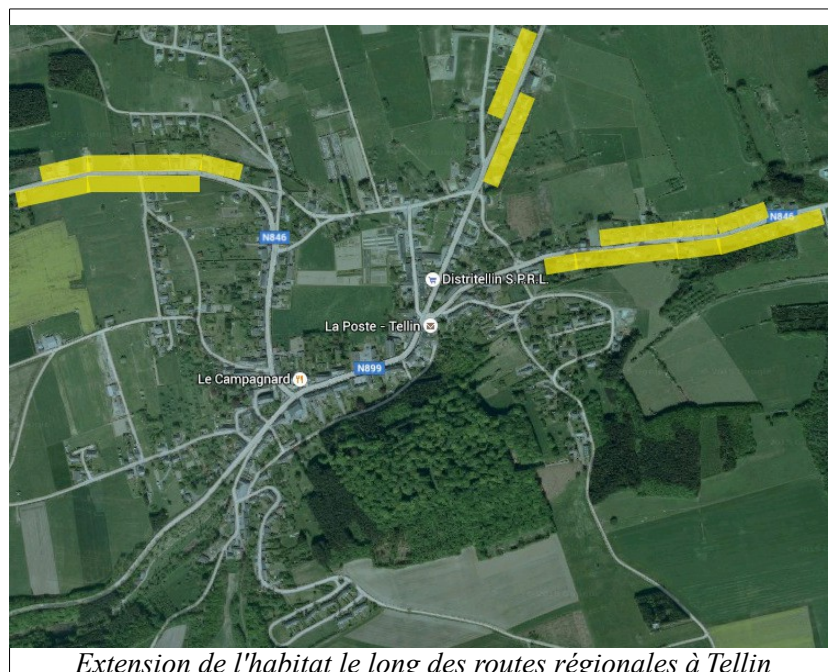 N846
N846
Distritellin S.P.R.L.
La Poste - Tellin
N899
Le Campagnard
Extension de l'habitat le long des routes régionales à Tellin